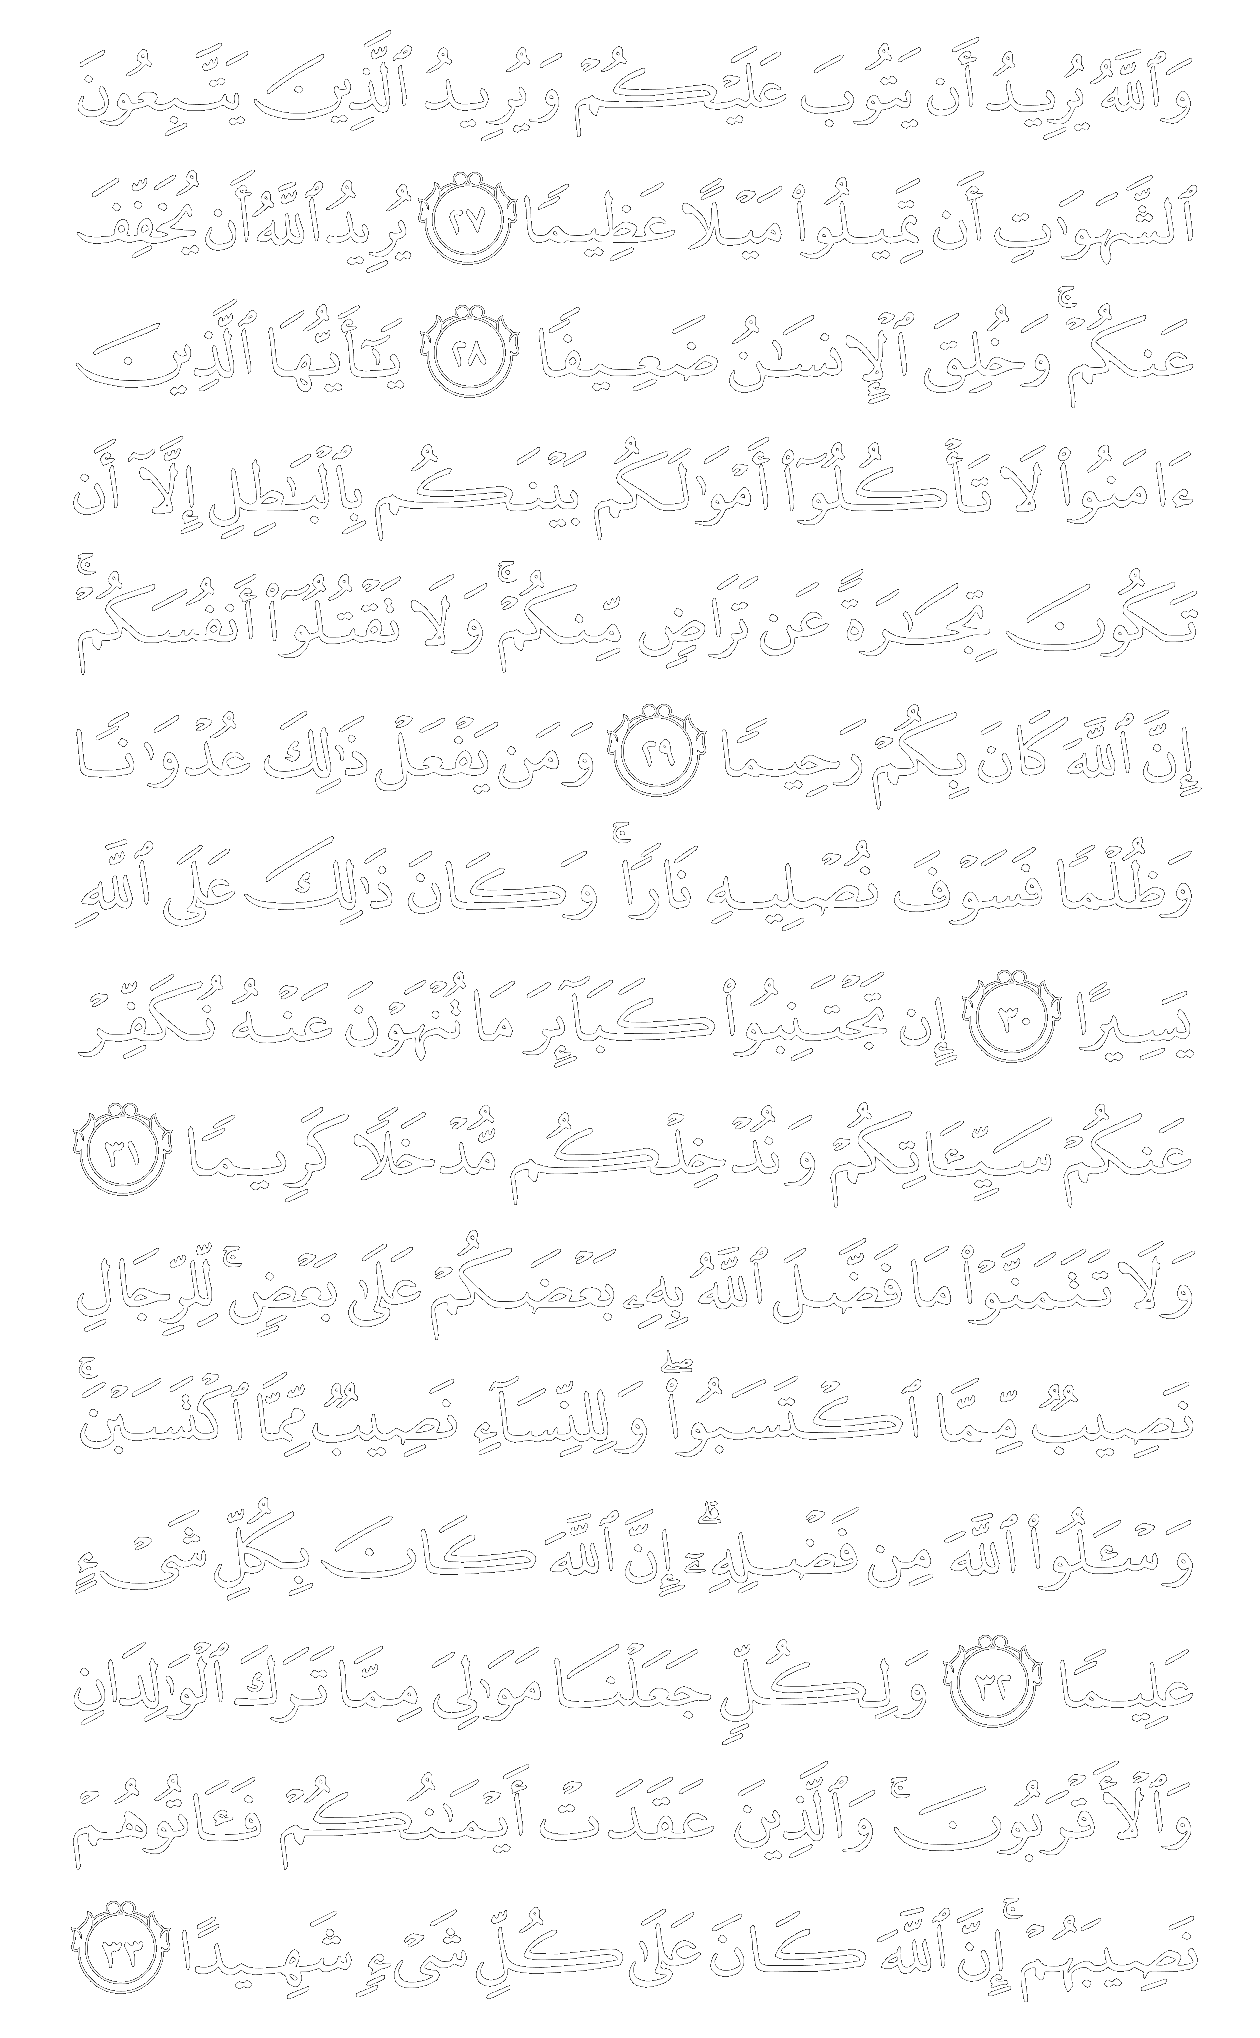 وَٱللَّهُ يُرِيدُ أَن يَتُوبَ عَلَيْكُمْ وَيُرِيدُ ٱلَّذِينَ يَتَّبِعُونَ
ٱلشَّهَوَٰتِ أَن تَمِيلُوا۟ مَيْلًا عَظِيمًا ٢٧ يُرِيدُ ٱللَّهُ أَن يُخَفِّفَ
عَنكُمْ ۚ وَخُلِقَ ٱلْإِنسَٰنُ ضَعِيفًا ٢٨ يَٰٓأَيُّهَا ٱلَّذِينَ
ءَامَنُوا۟ لَا تَأْكُلُوٓا۟ أَمْوَٰلَكُم بَيْنَكُم بِٱلْبَٰطِلِ إِلَّآ أَن
تَكُونَ تِجَٰرَةً عَن تَرَاضٍ مِّنكُمْ ۚ وَلَا تَقْتُلُوٓا۟ أَنفُسَكُمْ ۚ
إِنَّ ٱللَّهَ كَانَ بِكُمْ رَحِيمًا ٢٩ وَمَن يَفْعَلْ ذَٰلِكَ عُدْوَٰنًا
وَظُلْمًا فَسَوْفَ نُصْلِيهِ نَارًا ۚ وَكَانَ ذَٰلِكَ عَلَى ٱللَّهِ
يَسِيرًا ٣٠ إِن تَجْتَنِبُوا۟ كَبَآئِرَ مَا تُنْهَوْنَ عَنْهُ نُكَفِّرْ
عَنكُمْ سَيِّـَٔاتِكُمْ وَنُدْخِلْكُم مُّدْخَلًا كَرِيمًا ٣١
وَلَا تَتَمَنَّوْا۟ مَا فَضَّلَ ٱللَّهُ بِهِۦ بَعْضَكُمْ عَلَىٰ بَعْضٍ ۚ لِّلرِّجَالِ
نَصِيبٌ مِّمَّا ٱكْتَسَبُوا۟ ۖ وَلِلنِّسَآءِ نَصِيبٌ مِّمَّا ٱكْتَسَبْنَ ۚ
وَسْـَٔلُوا۟ ٱللَّهَ مِن فَضْلِهِۦٓ ۗ إِنَّ ٱللَّهَ كَانَ بِكُلِّ شَىْءٍ
عَلِيمًا ٣٢ وَلِكُلٍّ جَعَلْنَا مَوَٰلِىَ مِمَّا تَرَكَ ٱلْوَٰلِدَانِ
وَٱلْأَقْرَبُونَ ۚ وَٱلَّذِينَ عَقَدَتْ أَيْمَٰنُكُمْ فَـَٔاتُوهُمْ
نَصِيبَهُمْ ۚ إِنَّ ٱللَّهَ كَانَ عَلَىٰ كُلِّ شَىْءٍ شَهِيدًا ٣٣